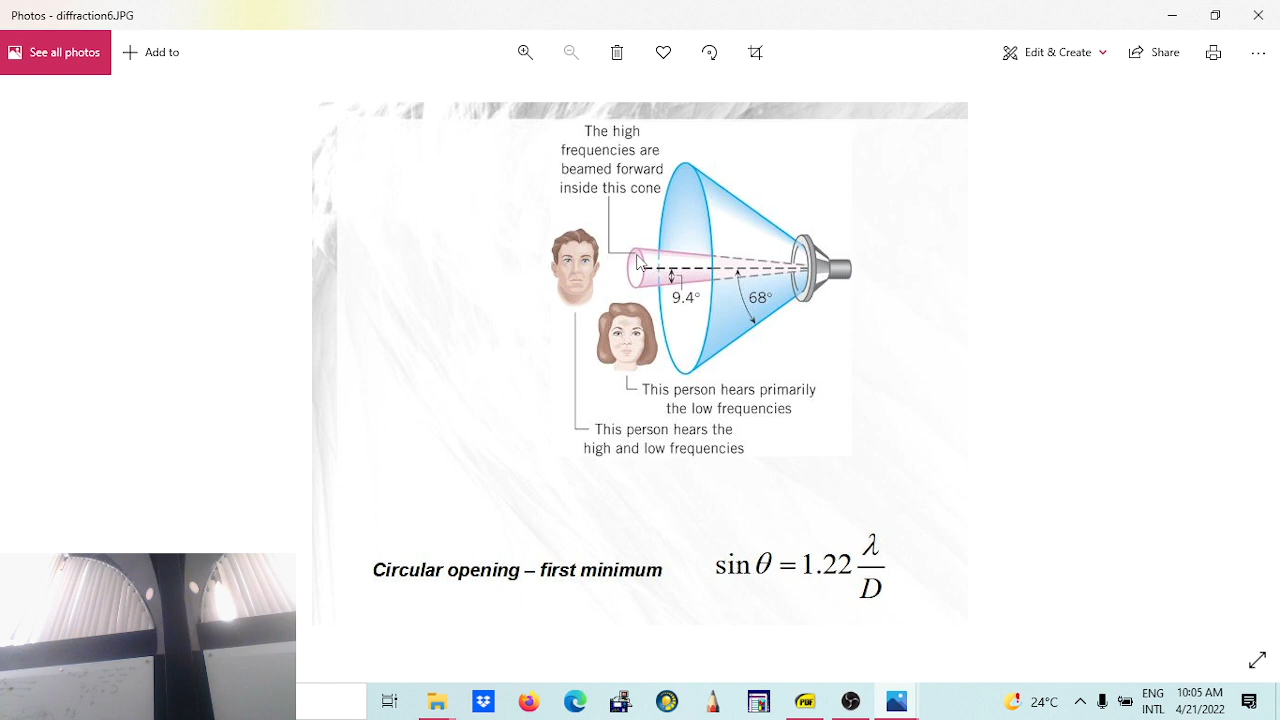 Photos - diffraction6.JPG
See all photos
Add to
Edit & Create
Share
The high
frequencies are
beamed forward
inside this cone
9.4°
68°
This person hears primarily
the low frequencies
This person hears the
high and low frequencies
Circular opening – first minimum
sin θ = 1.22 λ/D
PDF
24°C
ENG
INTL
10:03 AM
4/21/2022